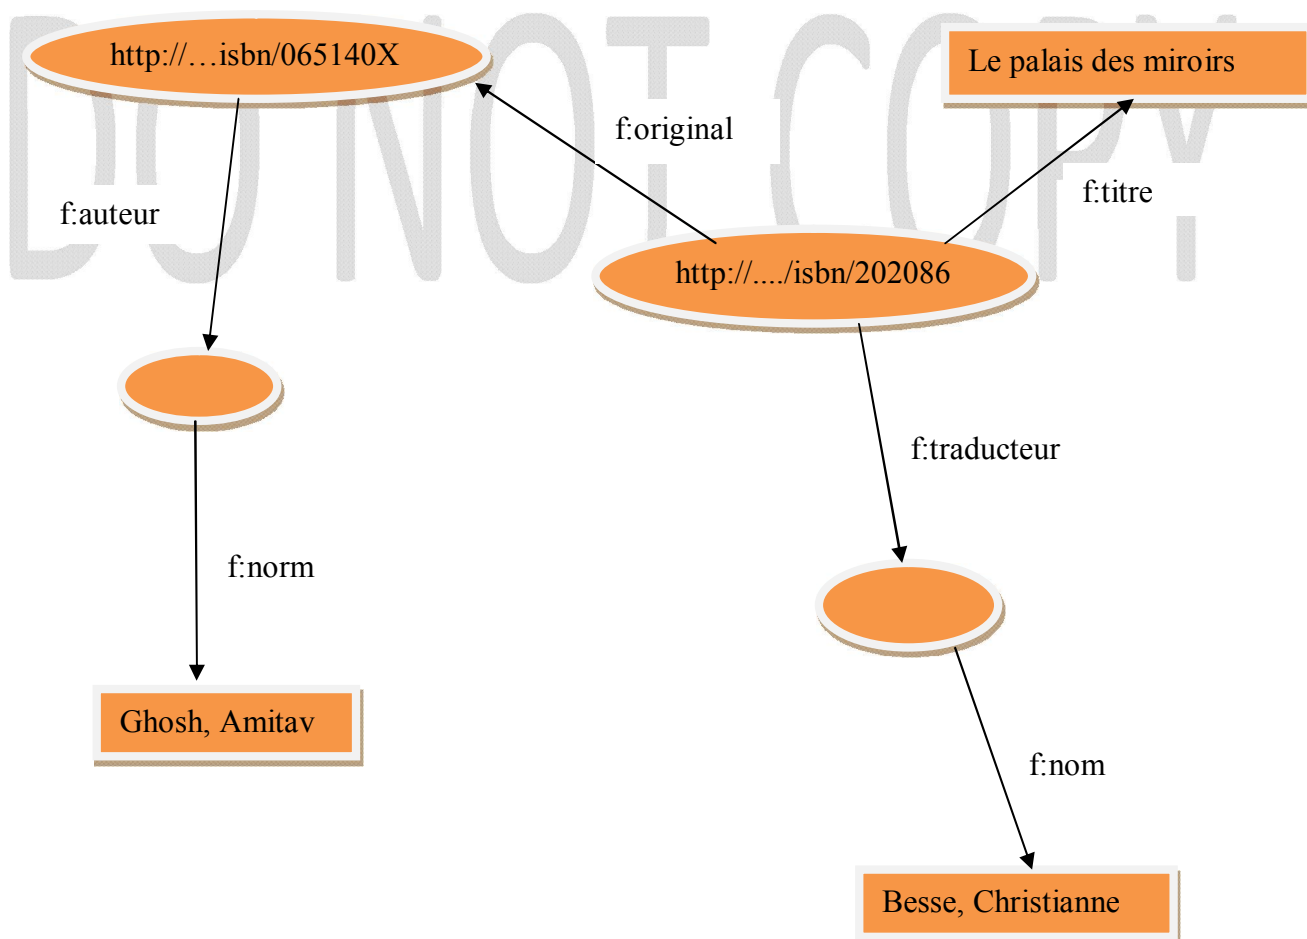 DO NOT COPY
http://…isbn/065140X
Le palais des miroirs
f:original
f:titre
f:auteur
http://..../isbn/202086
f:traducteur
f:norm
Ghosh, Amitav
f:nom
Besse, Christianne